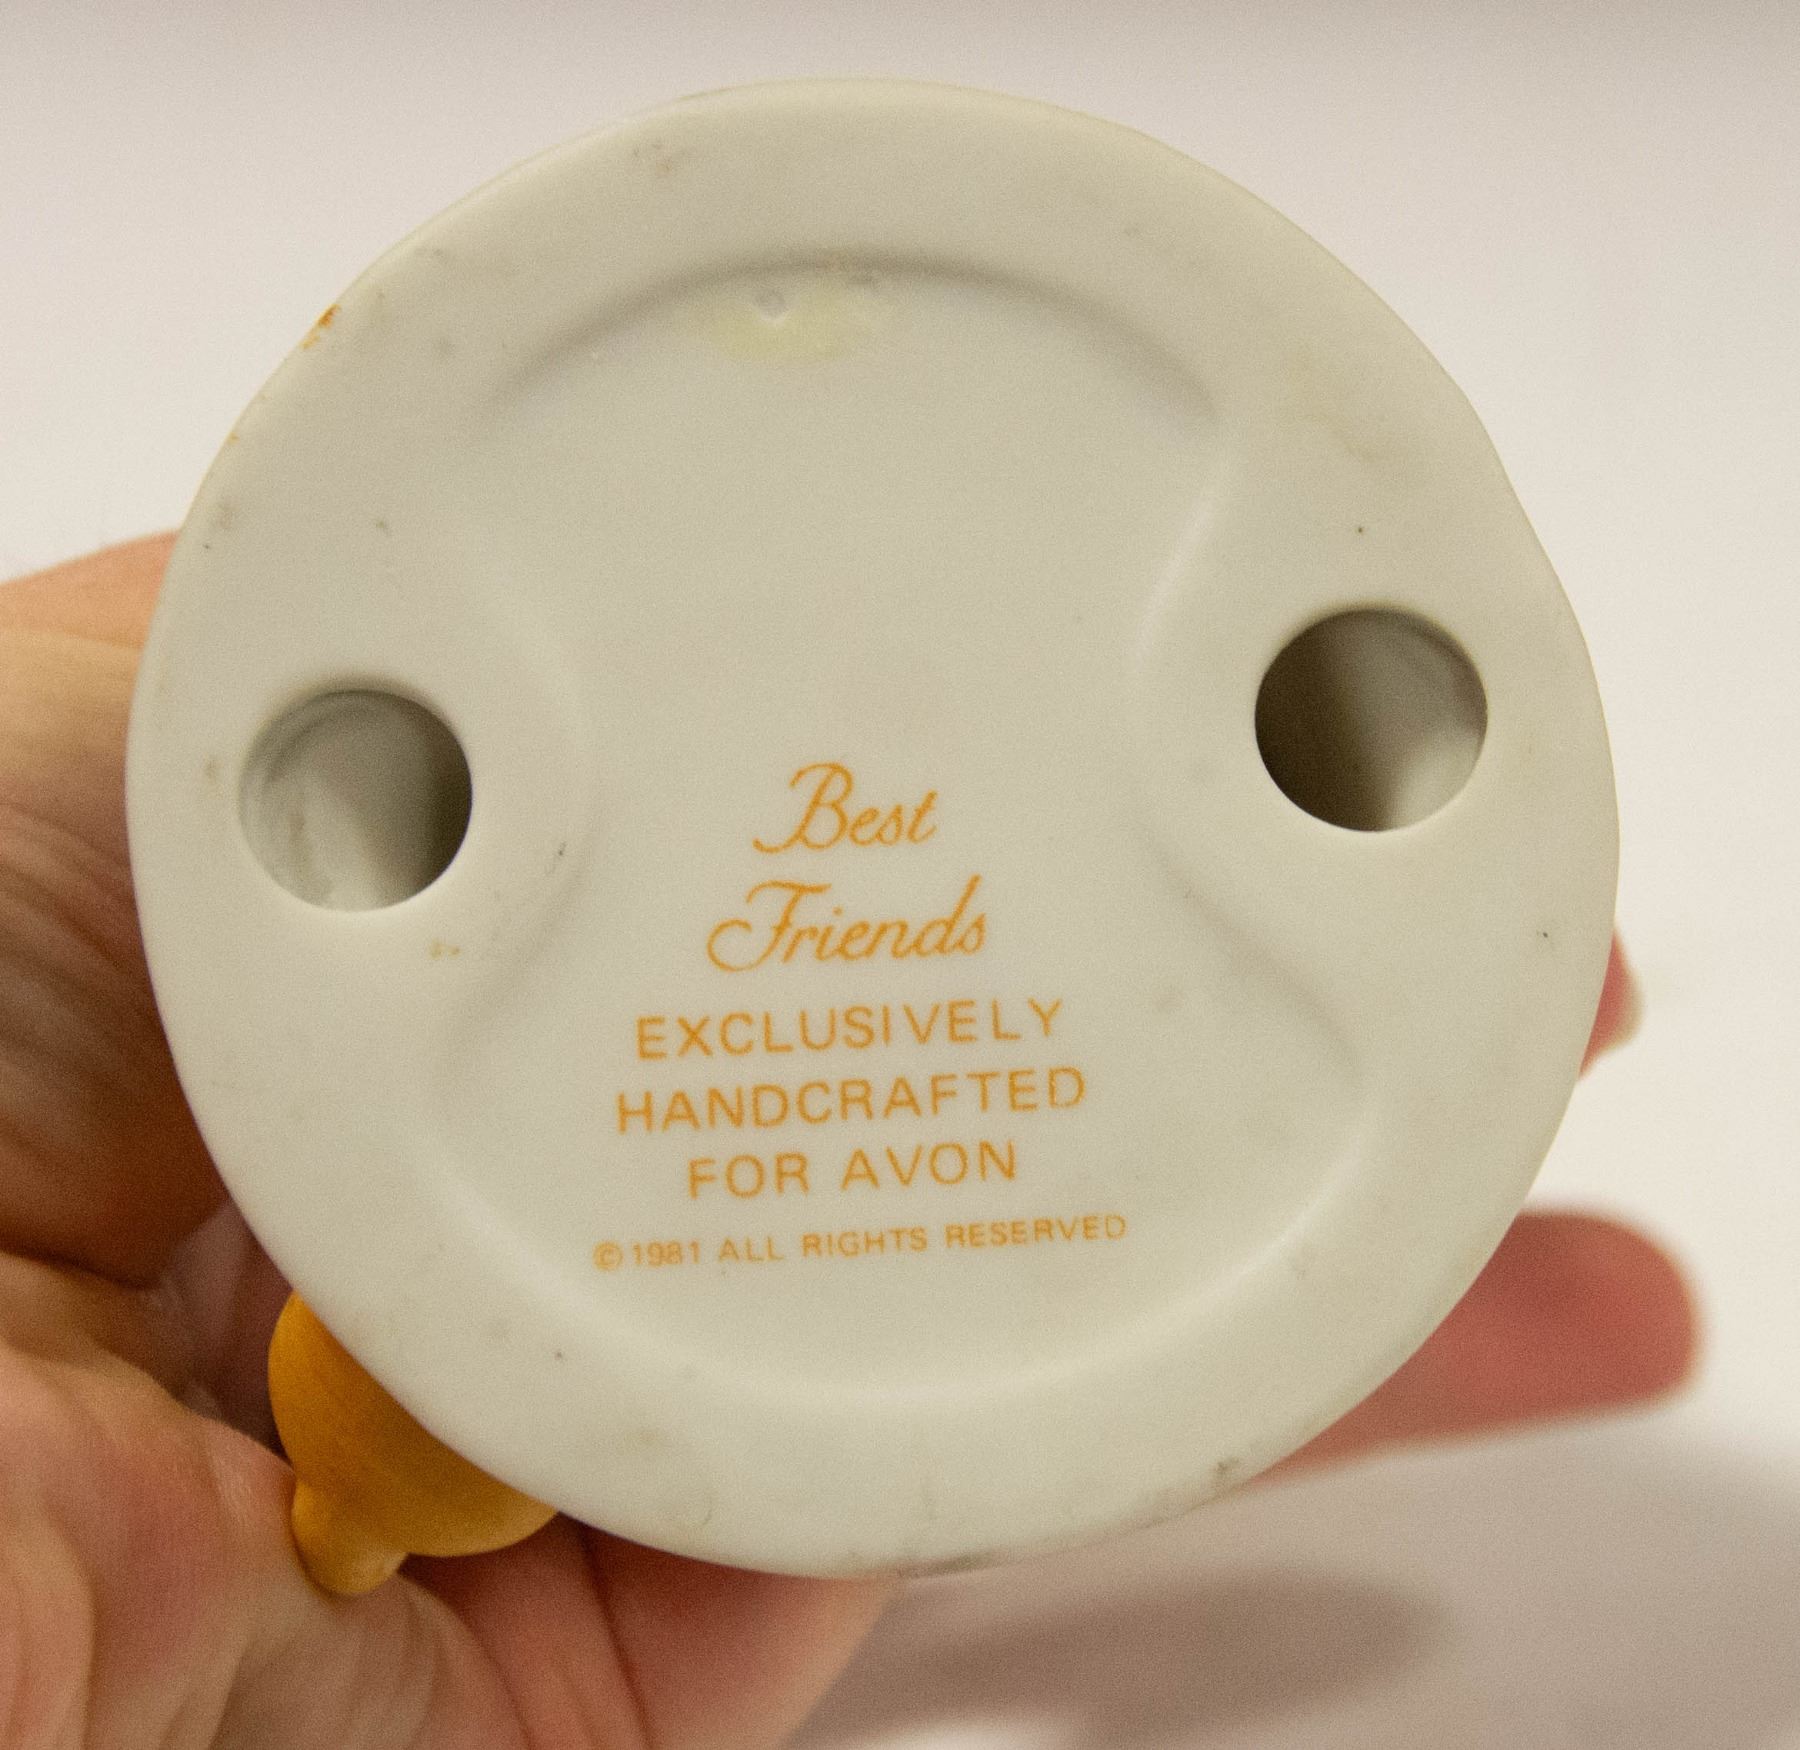 Best
Friends
EXCLUSIVELY
HANDCRAFTED
FOR AVON
©1981 ALL RIGHTS RESERVED